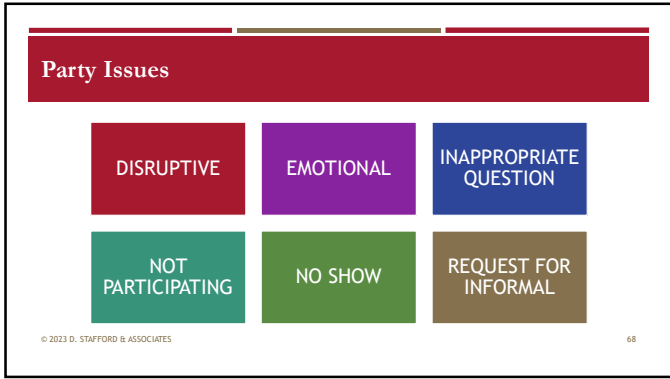 Party Issues
DISRUPTIVE
EMOTIONAL
INAPPROPRIATE
QUESTION
NOT
PARTICIPATING
NO SHOW
REQUEST FOR
INFORMAL
© 2023 D. STAFFORD & ASSOCIATES
68